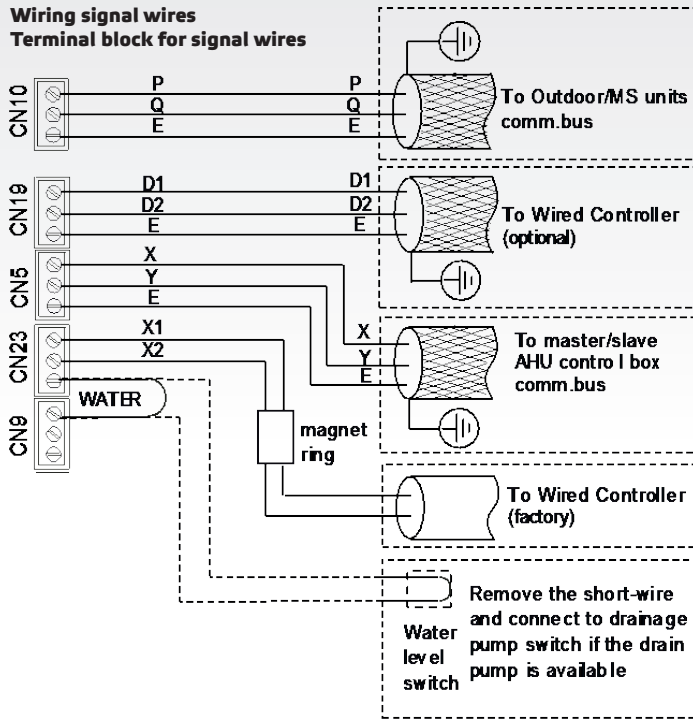 Wiring signal wires
Terminal block for signal wires
CN10
P
Q
E
P
Q
E
To Outdoor/MS units
comm.bus
CN19
D1
D2
E
D1
D2
E
To Wired Controller
(optional)
CN5
X
Y
E
X
Y
E
To master/slave
AHU contro l box
comm.bus
CN23
X1
X2
WATER
CN9
magnet
ring
To Wired Controller
(factory)
Water
level
switch
Remove the short-wire
and connect to drainage
pump switch if the drain
pump is available